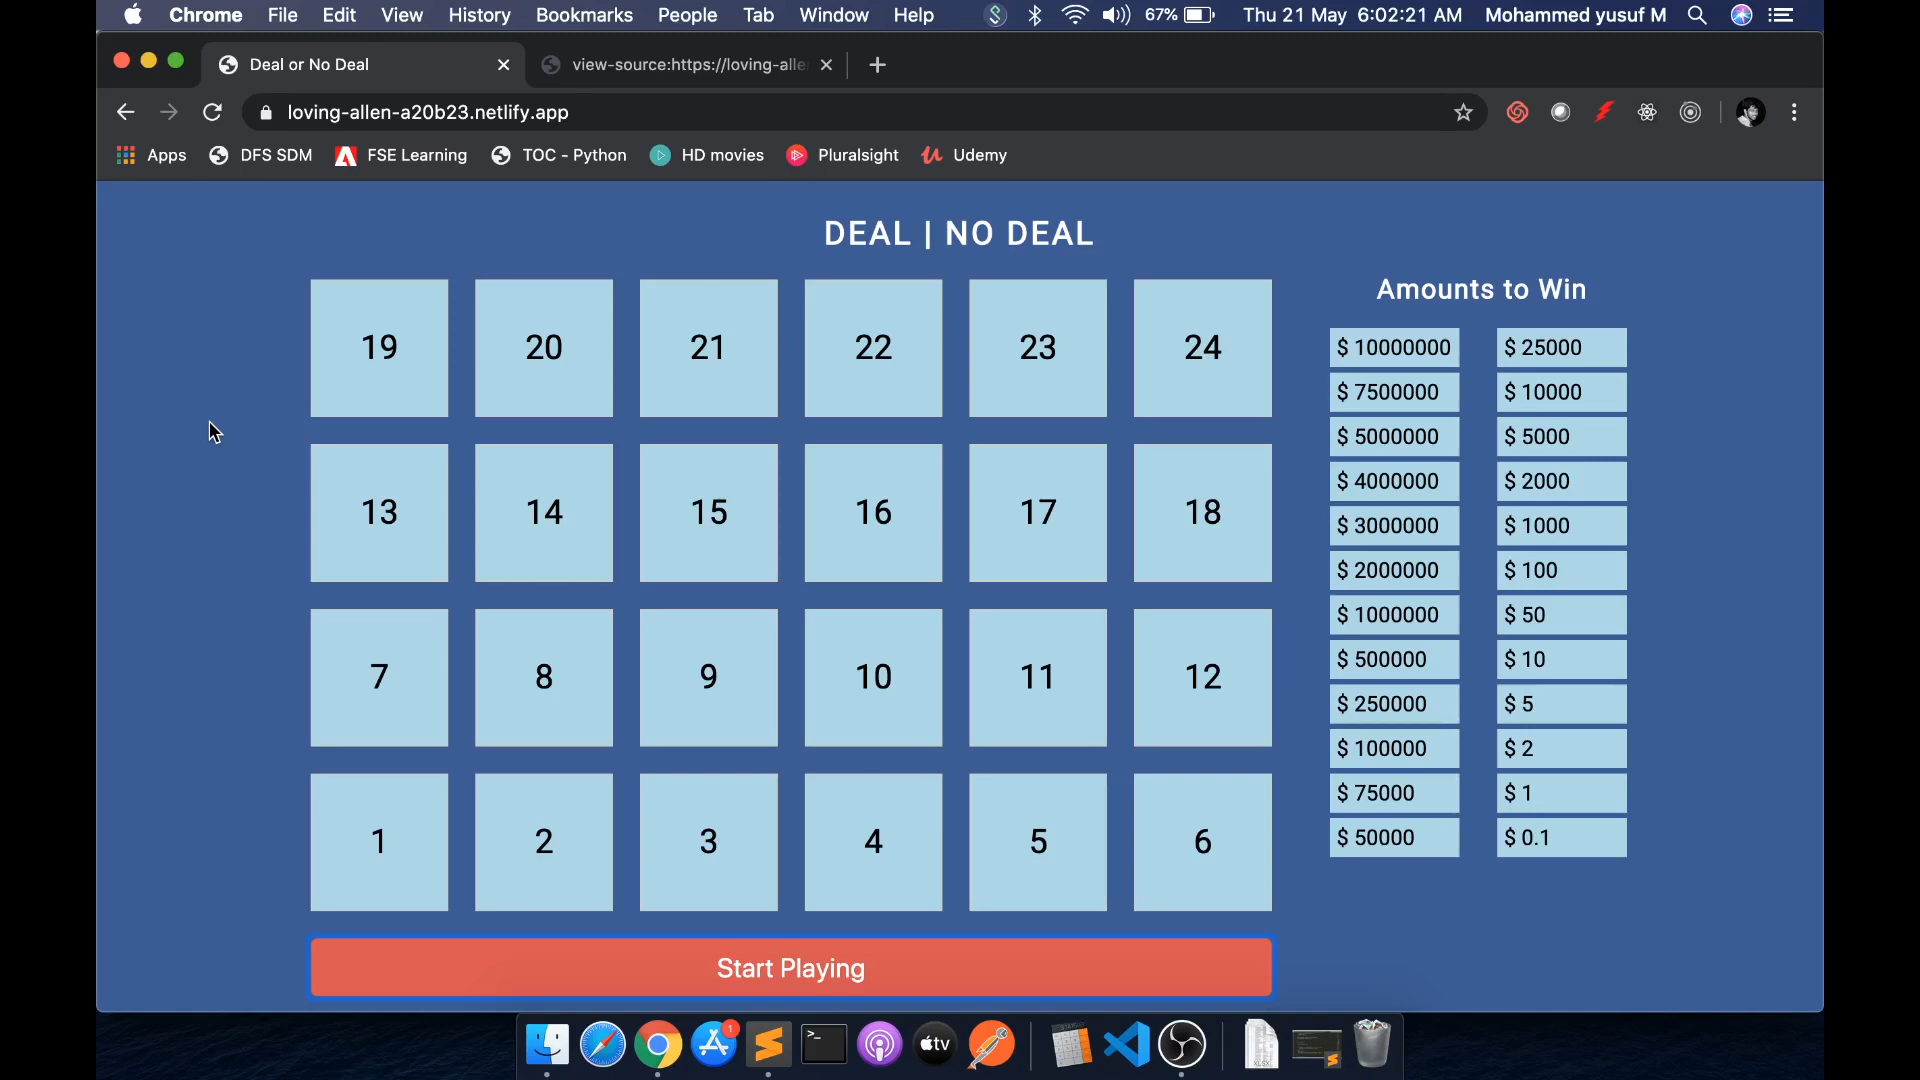 Chrome File Edit View History Bookmarks People Tab Window Help 67% Thu 21 May 6:02:21 AM Mohammed yusuf M
Deal or No Deal view-source:https://loving-alle
loving-allen-a20b23.netlify.app
Apps DFS SDM FSE Learning TOC - Python HD movies Pluralsight Udemy
DEAL | NO DEAL
19 20 21 22 23 24
13 14 15 16 17 18
7 8 9 10 11 12
1 2 3 4 5 6
Start Playing
Amounts to Win
$ 10000000 $ 25000
$ 7500000 $ 10000
$ 5000000 $ 5000
$ 4000000 $ 2000
$ 3000000 $ 1000
$ 2000000 $ 100
$ 1000000 $ 50
$ 500000 $ 10
$ 250000 $ 5
$ 100000 $ 2
$ 75000 $ 1
$ 50000 $ 0.1
1
tv